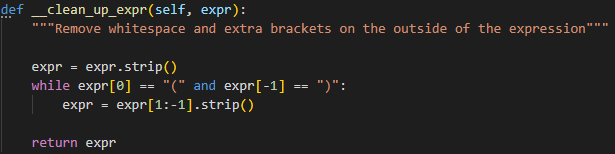 def __clean_up_expr(self, expr):
    """Remove whitespace and extra brackets on the outside of the expression"""
    expr = expr.strip()
    while expr[0] == "(" and expr[-1] == ")":
        expr = expr[1:-1].strip()
    return expr